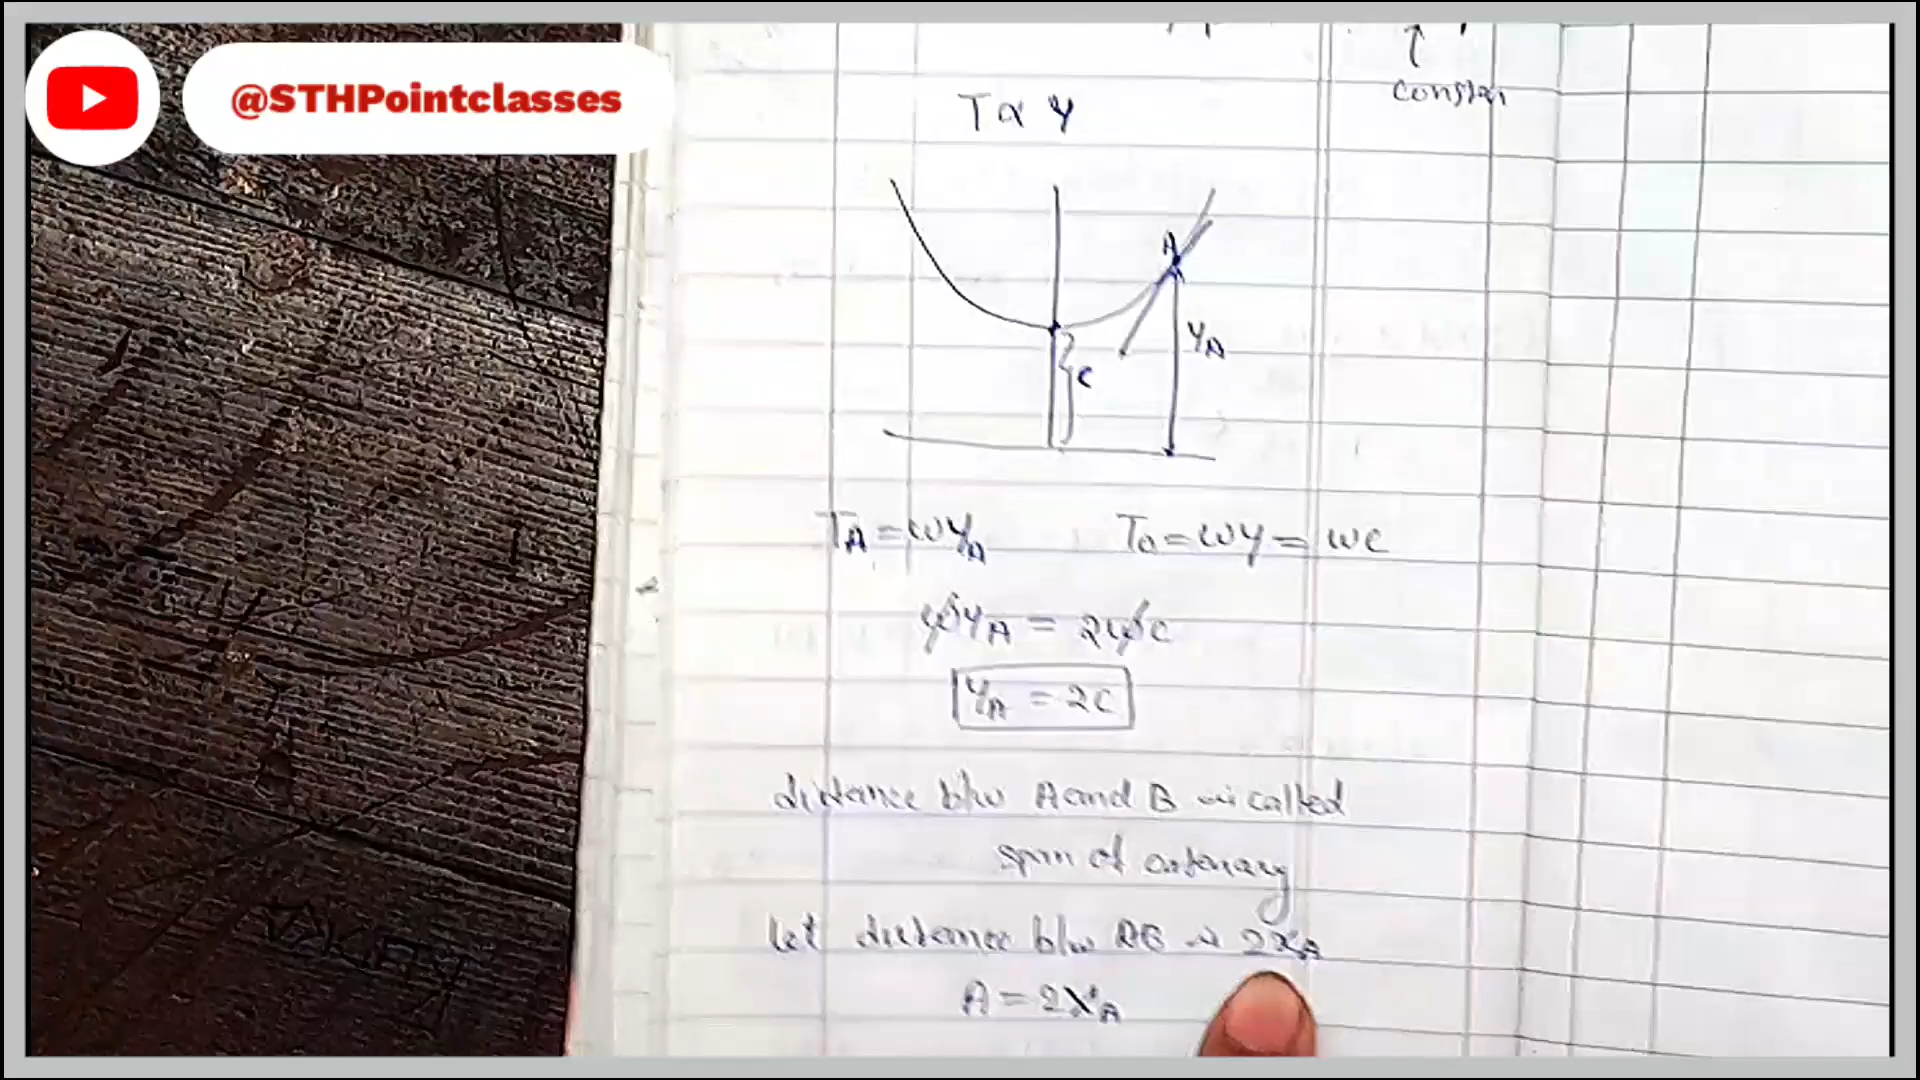 @STHPointclasses
constan
T α y
A
yA
c
TA = wyA
To = wy = wc
wyA = 2wc
yA = 2c
distance b/w A and B is called
span of catenary
let distance b/w AB is 2xA
A = 2xA